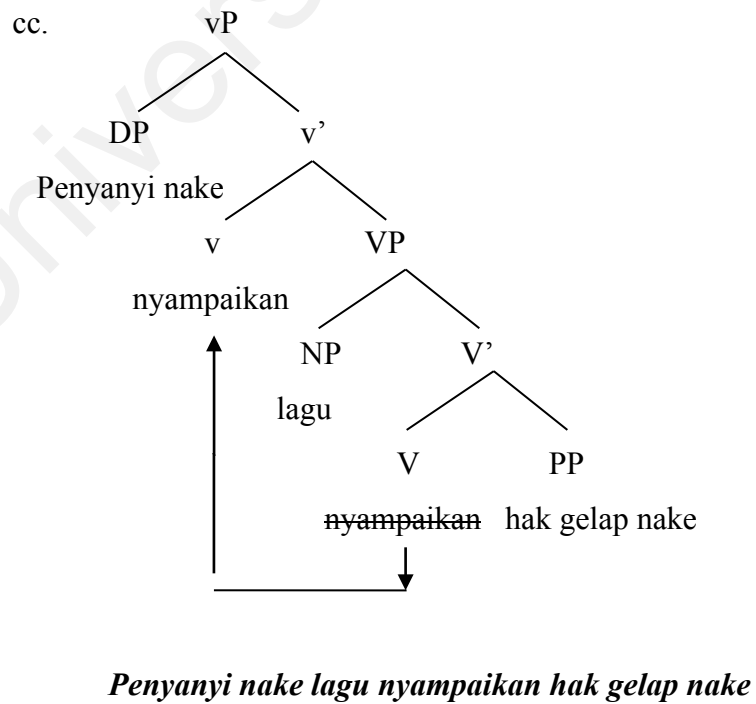 cc. vP
DP v’
Penyanyi nake
v VP
nyampaikan
NP V’
lagu
V PP
nyampaikan hak gelap nake
Penyanyi nake lagu nyampaikan hak gelap nake